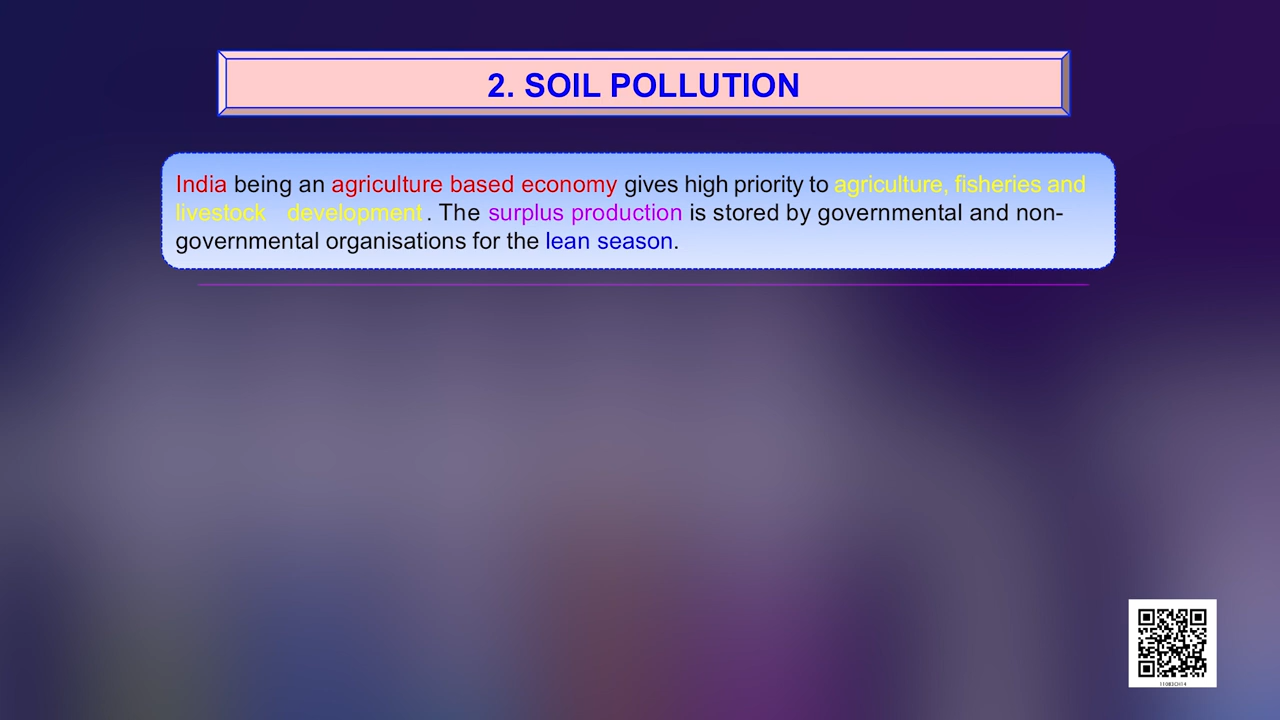 2. SOIL POLLUTION
India being an agriculture based economy gives high priority to agriculture, fisheries and
livestock development. The surplus production is stored by governmental and non-
governmental organisations for the lean season.
11082CH14